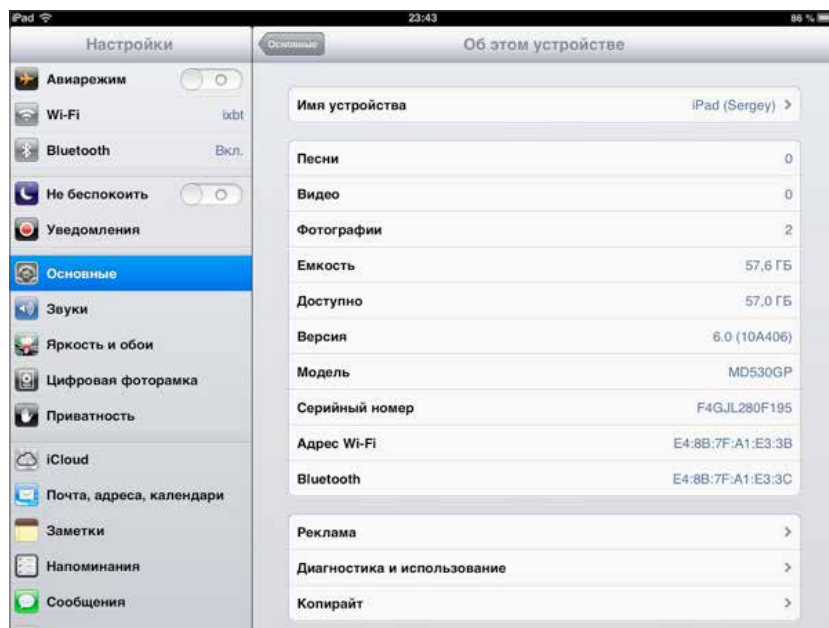 iPad 23:43 86 %
Настройки
Авиарежим
Wi-Fi ixbt
Bluetooth Вкл.
Не беспокоить
Уведомления
Основные
Звуки
Яркость и обои
Цифровая фоторамка
Приватность
iCloud
Почта, адреса, календари
Заметки
Напоминания
Сообщения
Основные Об этом устройстве
Имя устройства iPad (Sergey)
Песни 0
Видео 0
Фотографии 2
Емкость 57,6 ГБ
Доступно 57,0 ГБ
Версия 6.0 (10A406)
Модель MD530GP
Серийный номер F4GJL280F195
Адрес Wi-Fi E4:8B:7F:A1:E3:3B
Bluetooth E4:8B:7F:A1:E3:3C
Реклама
Диагностика и использование
Копирайт